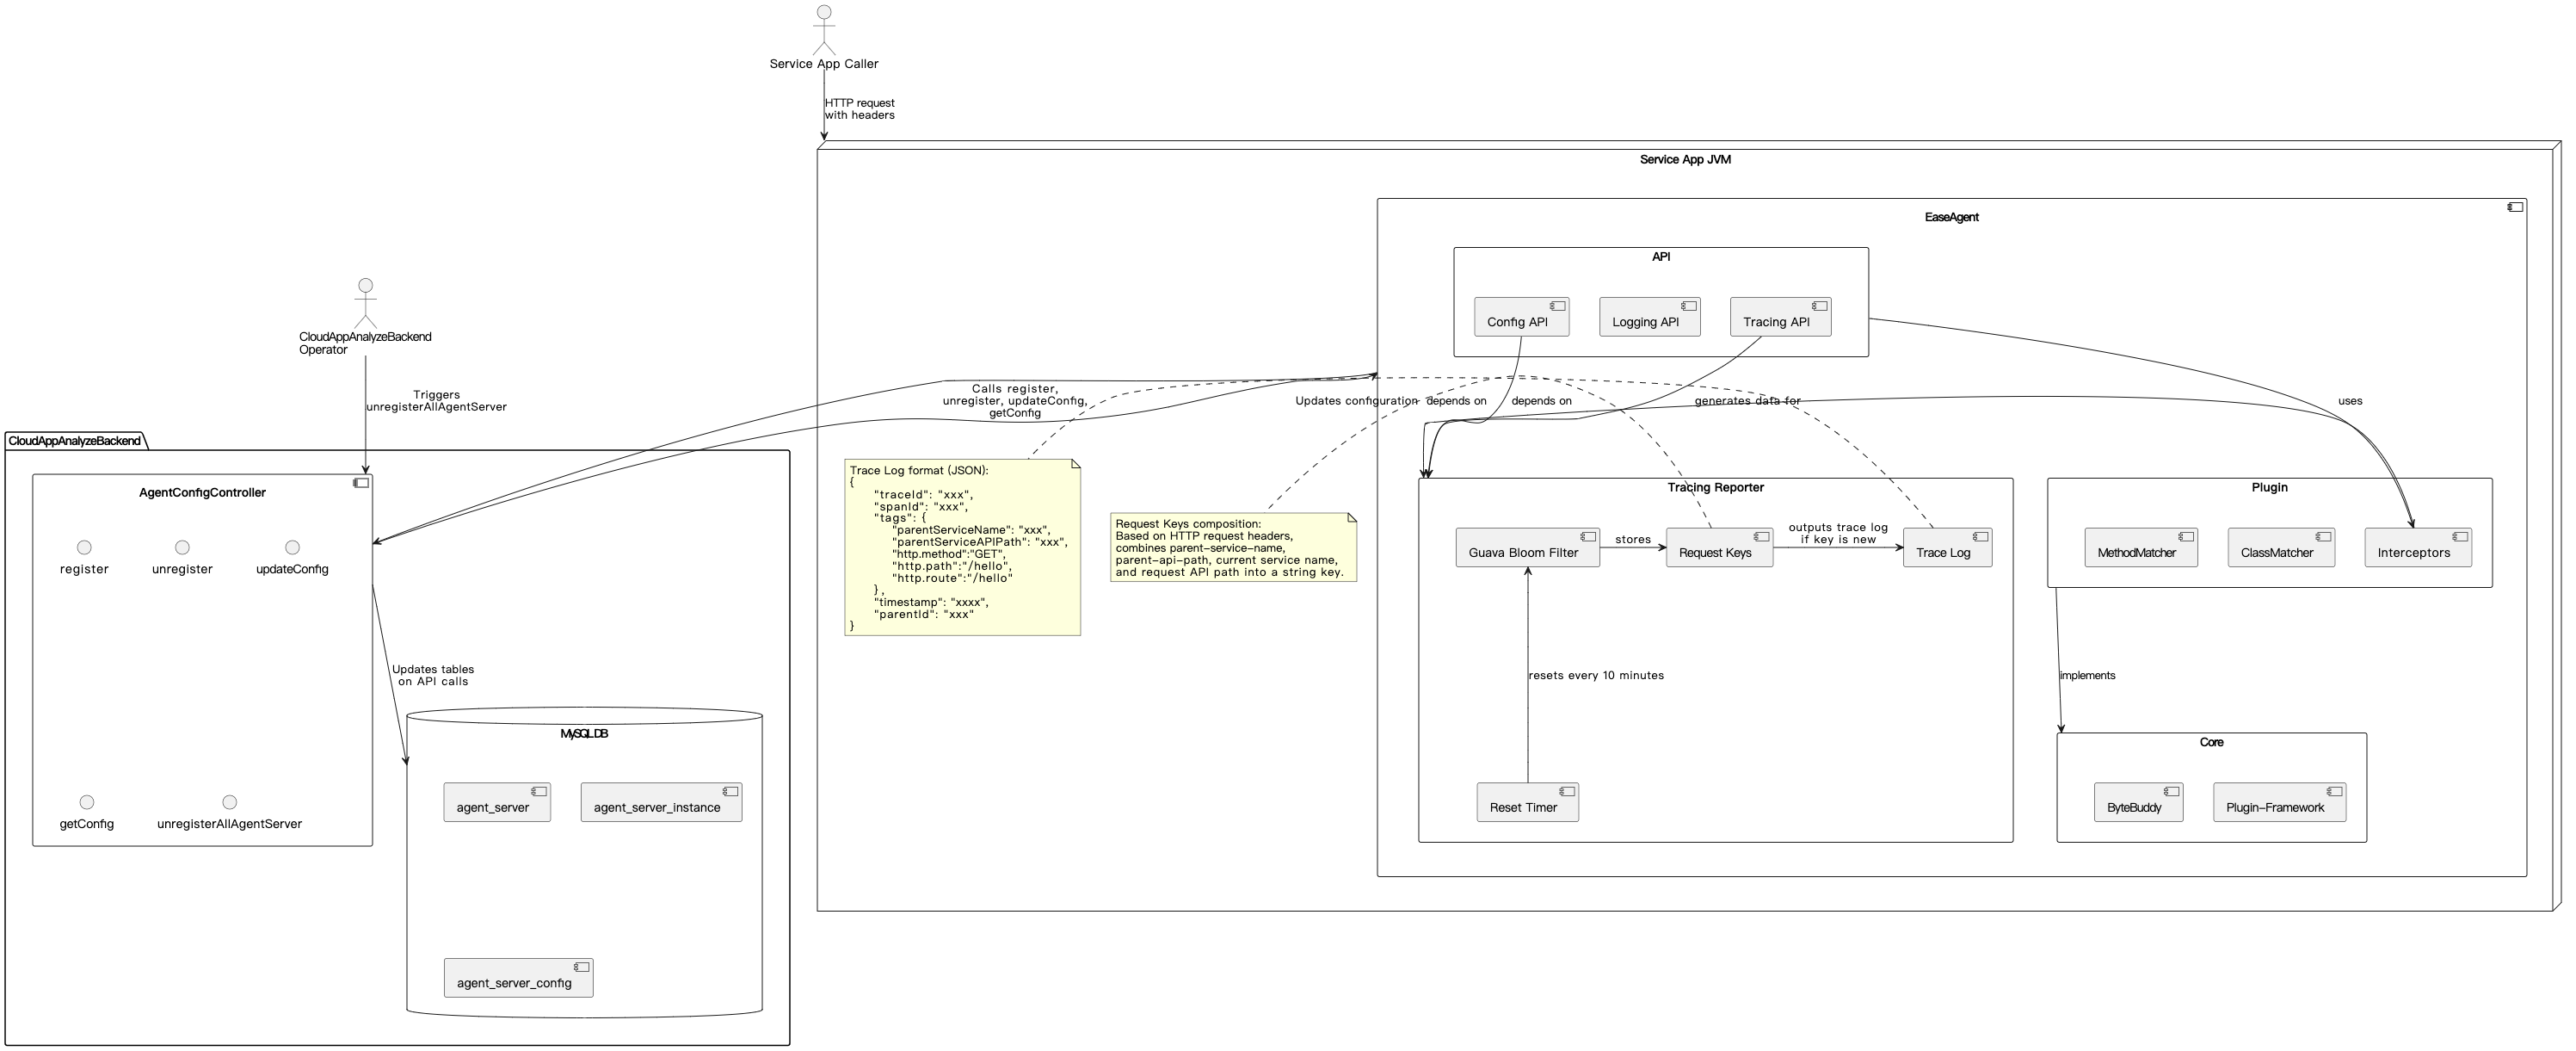 Service App Caller
HTTP request
with headers
Service App JVM
EaseAgent
API
Config API
Logging API
Tracing API
CloudAppAnalyzeBackend
Operator
Triggers
unregisterAllAgentServer
Calls register,
unregister, updateConfig,
getConfig
Updates configuration
depends on
depends on
generates data for
uses
CloudAppAnalyzeBackend
AgentConfigController
register
unregister
updateConfig
getConfig
unregisterAllAgentServer
Updates tables
on API calls
MySQL DB
agent_server
agent_server_instance
agent_server_config
Trace Log format (JSON):
{
"traceId": "xxx",
"spanId": "xxx",
"tags": {
"parentServiceName": "xxx",
"parentServiceAPIPath": "xxx",
"http.method":"GET",
"http.path":"/hello",
"http.route":"/hello"
},
"timestamp": "xxxx",
"parentId": "xxx"
}
Request Keys composition:
Based on HTTP request headers,
combines parent-service-name,
parent-api-path, current service name,
and request API path into a string key.
Tracing Reporter
Guava Bloom Filter
stores
Request Keys
outputs trace log
if key is new
Trace Log
resets every 10 minutes
Reset Timer
Plugin
MethodMatcher
ClassMatcher
Interceptors
implements
Core
ByteBuddy
Plugin-Framework